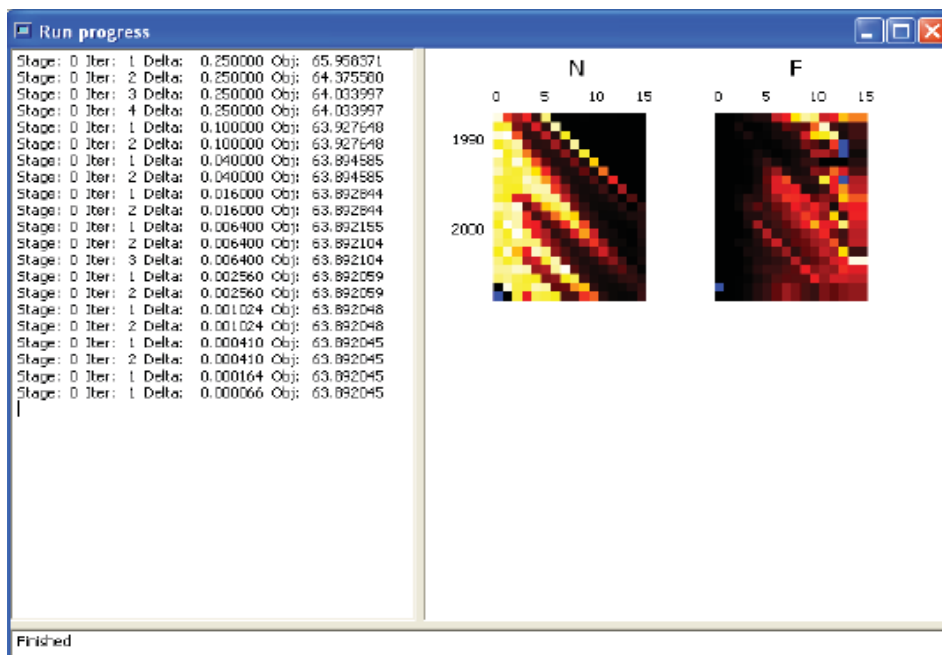 Run progress
Stage: 0 Iter: 1 Delta: 0.250000 Obj: 65.958371
Stage: 0 Iter: 2 Delta: 0.250000 Obj: 64.375580
Stage: 0 Iter: 3 Delta: 0.250000 Obj: 64.033997
Stage: 0 Iter: 4 Delta: 0.250000 Obj: 64.033997
Stage: 0 Iter: 1 Delta: 0.100000 Obj: 63.927648
Stage: 0 Iter: 2 Delta: 0.100000 Obj: 63.927648
Stage: 0 Iter: 1 Delta: 0.040000 Obj: 63.894585
Stage: 0 Iter: 2 Delta: 0.040000 Obj: 63.894585
Stage: 0 Iter: 1 Delta: 0.016000 Obj: 63.892844
Stage: 0 Iter: 2 Delta: 0.016000 Obj: 63.892844
Stage: 0 Iter: 1 Delta: 0.006400 Obj: 63.892155
Stage: 0 Iter: 2 Delta: 0.006400 Obj: 63.892104
Stage: 0 Iter: 3 Delta: 0.006400 Obj: 63.892104
Stage: 0 Iter: 1 Delta: 0.002560 Obj: 63.892059
Stage: 0 Iter: 2 Delta: 0.002560 Obj: 63.892059
Stage: 0 Iter: 1 Delta: 0.001024 Obj: 63.892048
Stage: 0 Iter: 2 Delta: 0.001024 Obj: 63.892048
Stage: 0 Iter: 1 Delta: 0.000410 Obj: 63.892045
Stage: 0 Iter: 2 Delta: 0.000410 Obj: 63.892045
Stage: 0 Iter: 1 Delta: 0.000164 Obj: 63.892045
Stage: 0 Iter: 1 Delta: 0.000066 Obj: 63.892045
N
0 5 10 15
1990
2000
F
0 5 10 15
Finished